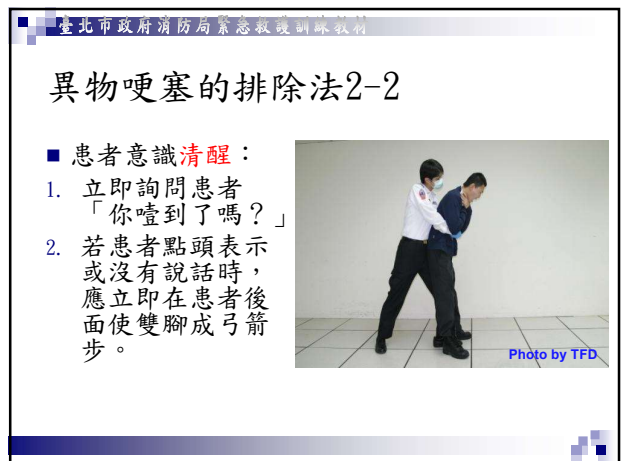 臺北市政府消防局緊急救護訓練教材
異物哽塞的排除法2-2
■ 患者意識清醒：
1. 立即詢問患者
「你噎到了嗎？」
2. 若患者點頭表示
或沒有說話時，
應立即在患者後
面使雙腳成弓箭
步。
Photo by TFD